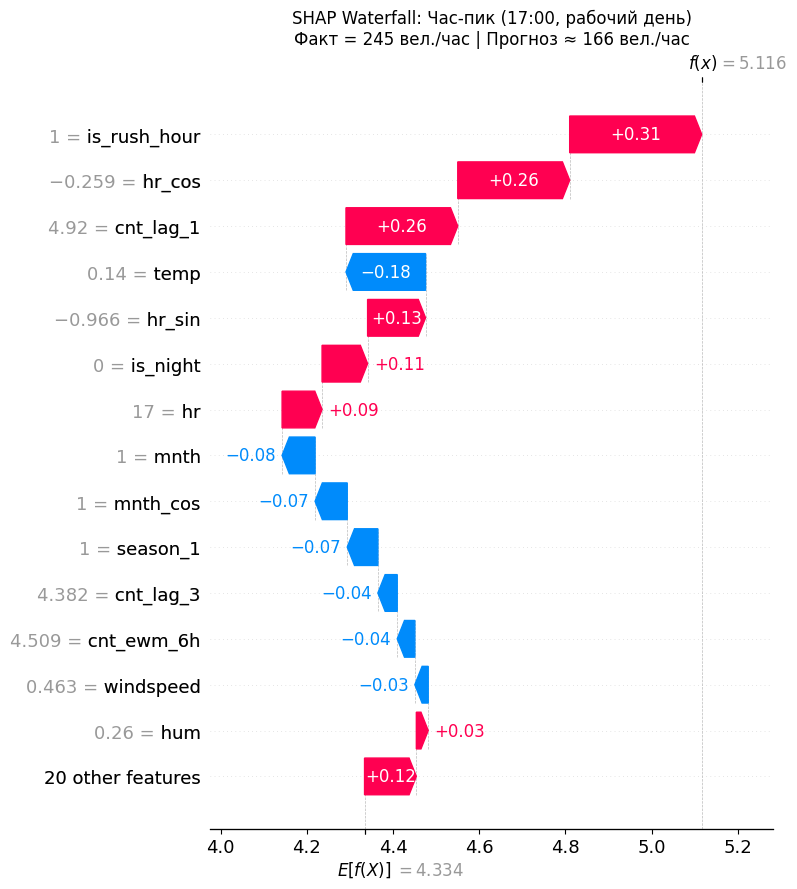 SHAP Waterfall: Час-пик (17:00, рабочий день)
Факт = 245 вел./час | Прогноз ≈ 166 вел./час
f(x) = 5.116
1 = is_rush_hour +0.31
−0.259 = hr_cos +0.26
4.92 = cnt_lag_1 +0.26
0.14 = temp −0.18
−0.966 = hr_sin +0.13
0 = is_night +0.11
17 = hr +0.09
1 = mnth −0.08
1 = mnth_cos −0.07
1 = season_1 −0.07
4.382 = cnt_lag_3 −0.04
4.509 = cnt_ewm_6h −0.04
0.463 = windspeed −0.03
0.26 = hum +0.03
20 other features +0.12
4.0 4.2 4.4 4.6 4.8 5.0 5.2
E[f(X)] = 4.334